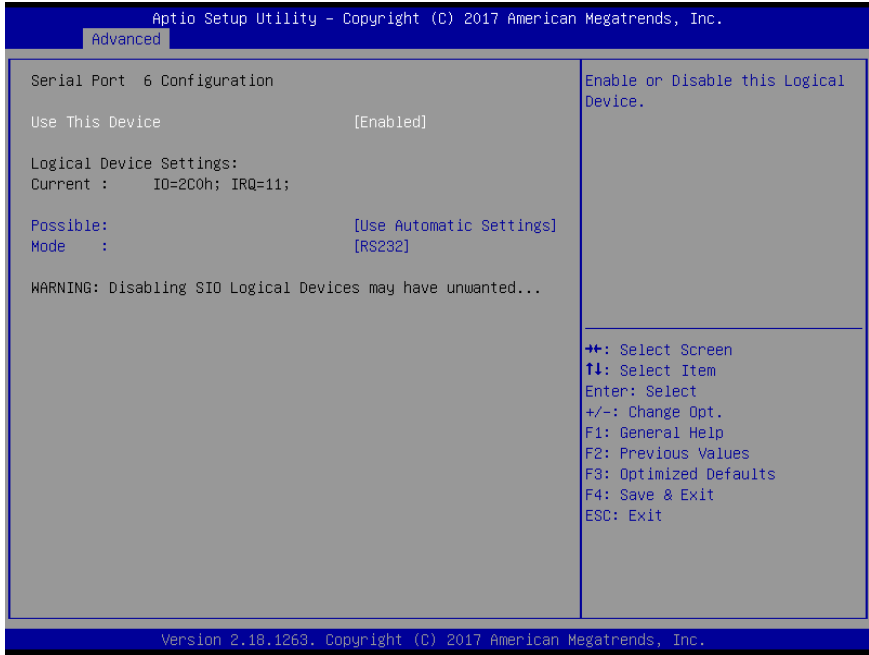 Aptio Setup Utility – Copyright (C) 2017 American Megatrends, Inc.
Advanced
Serial Port  6 Configuration
Use This Device [Enabled]
Logical Device Settings:
Current : IO=2C0h; IRQ=11;
Possible: [Use Automatic Settings]
Mode : [RS232]
WARNING: Disabling SIO Logical Devices may have unwanted...
Enable or Disable this Logical
Device.
→←: Select Screen
↑↓: Select Item
Enter: Select
+/-: Change Opt.
F1: General Help
F2: Previous Values
F3: Optimized Defaults
F4: Save & Exit
ESC: Exit
Version 2.18.1263. Copyright (C) 2017 American Megatrends, Inc.